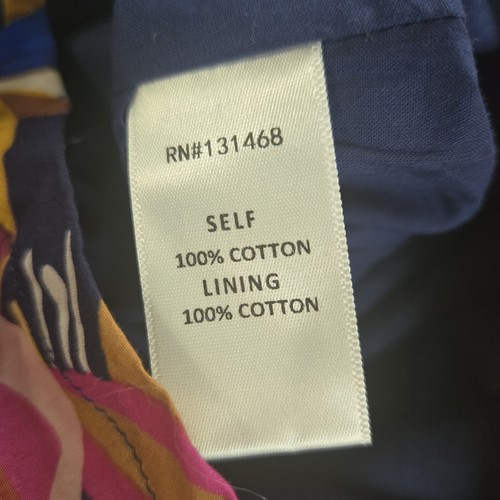 RN#131468
SELF
100% COTTON
LINING
100% COTTON